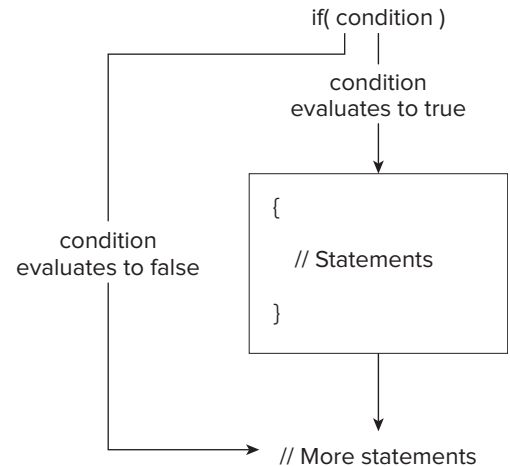 if( condition )
condition
evaluates to true
{
// Statements
}
condition
evaluates to false
// More statements